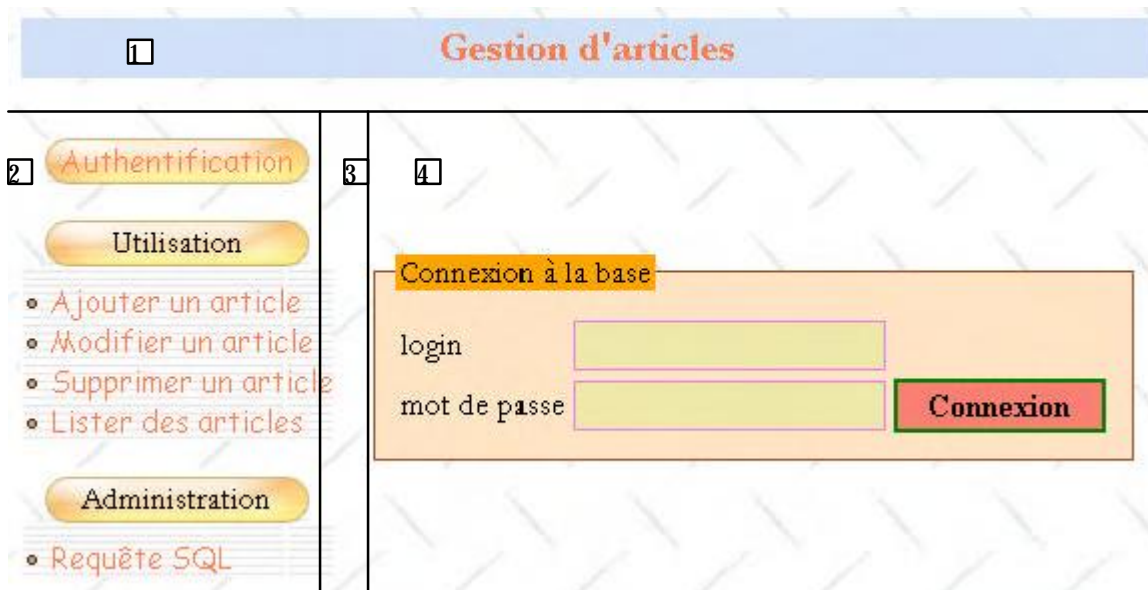 1 Gestion d'articles
2 Authentification 3 4
Utilisation
Ajouter un article
Modifier un article
Supprimer un article
Lister des articles
Administration
Requête SQL
Connexion à la base
login
mot de passe Connexion